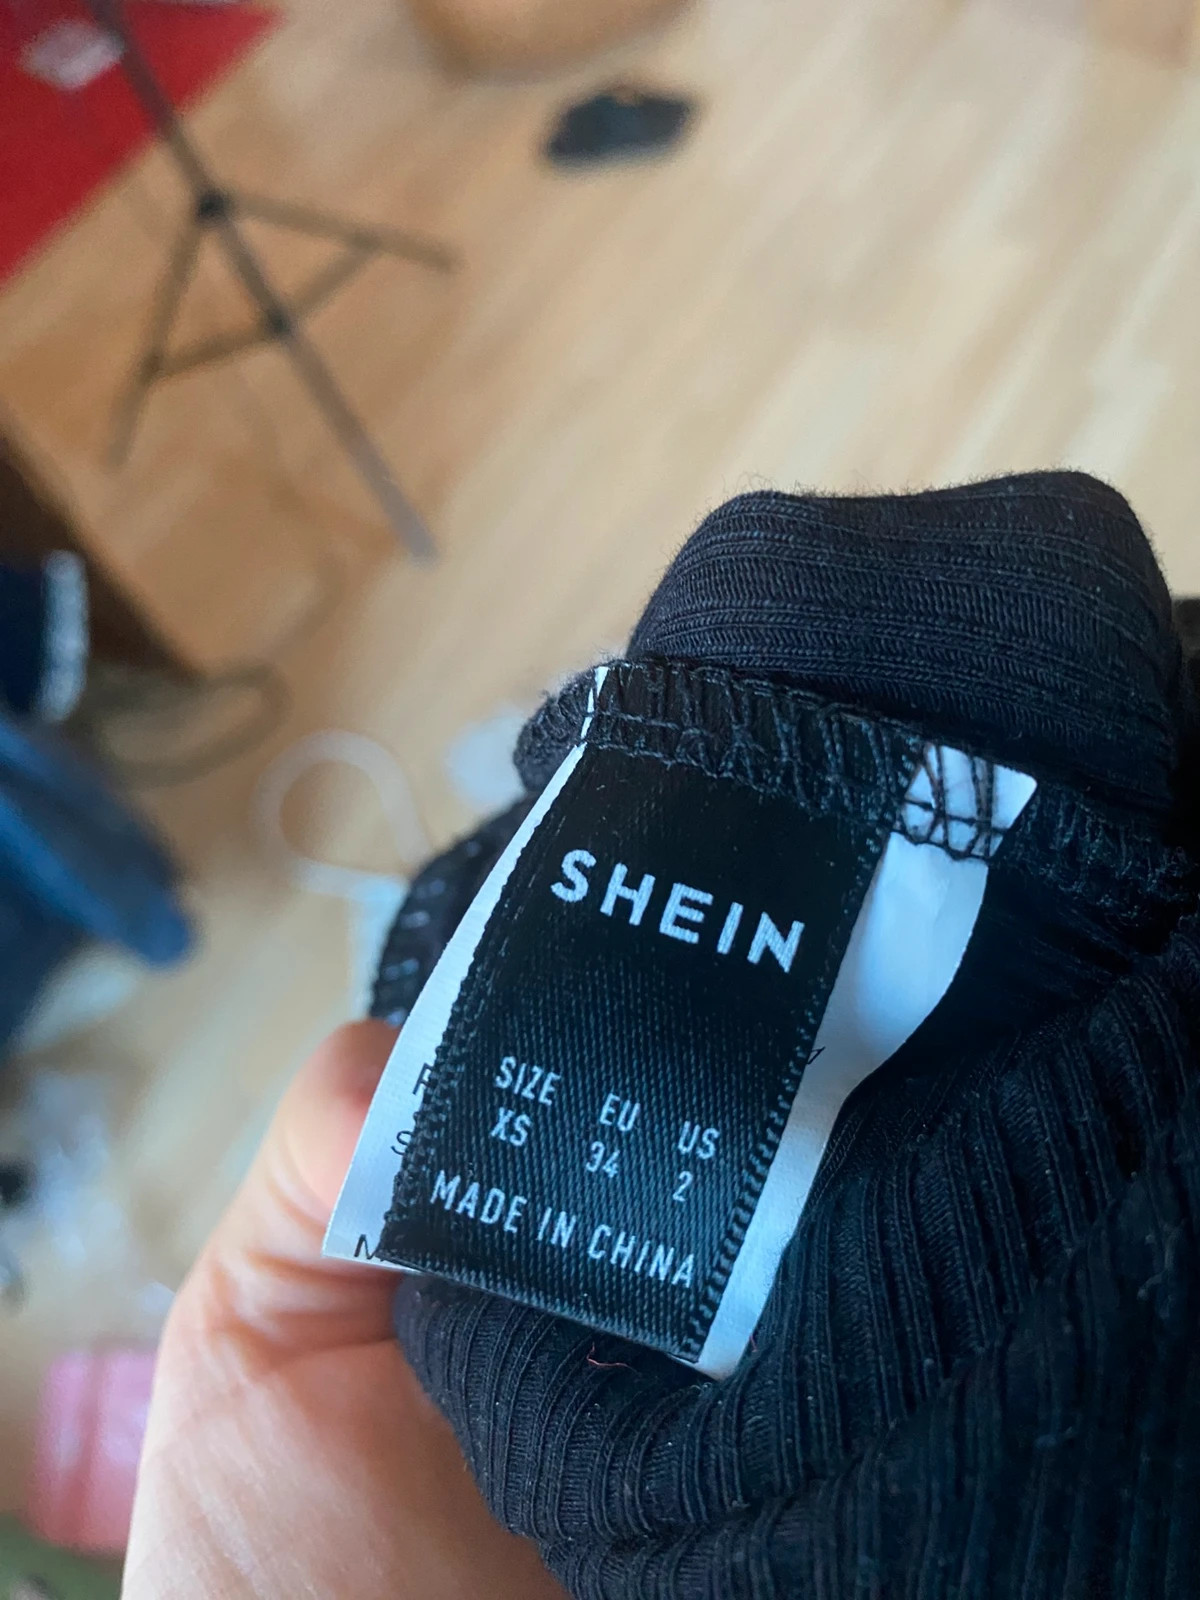 SHEIN
SIZE EU US
XS 34 2
MADE IN CHINA